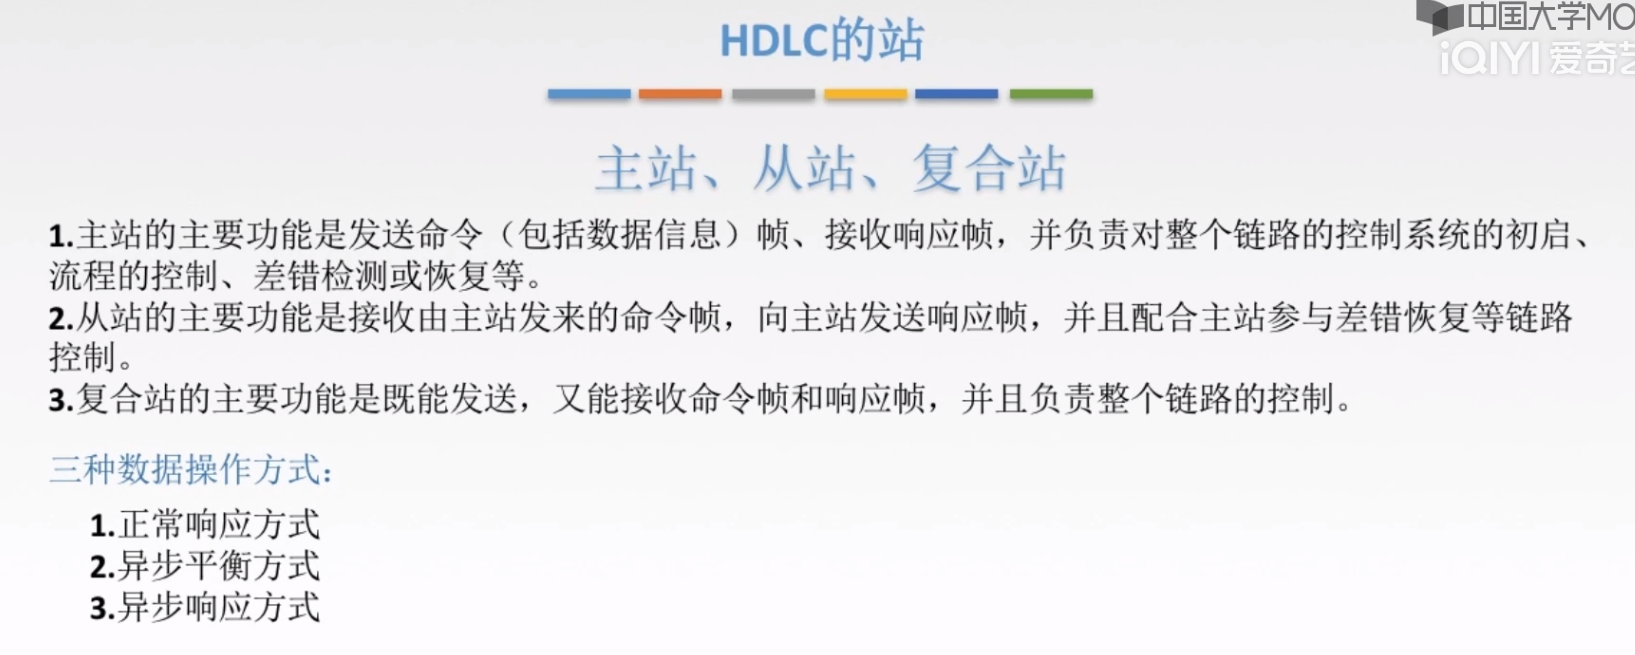 中国大学MO
iQIYI 爱奇艺
HDLC的站
主站、从站、复合站
1.主站的主要功能是发送命令（包括数据信息）帧、接收响应帧，并负责对整个链路的控制系统的初启、
流程的控制、差错检测或恢复等。
2.从站的主要功能是接收由主站发来的命令帧，向主站发送响应帧，并且配合主站参与差错恢复等链路
控制。
3.复合站的主要功能是既能发送，又能接收命令帧和响应帧，并且负责整个链路的控制。
三种数据操作方式：
1.正常响应方式
2.异步平衡方式
3.异步响应方式